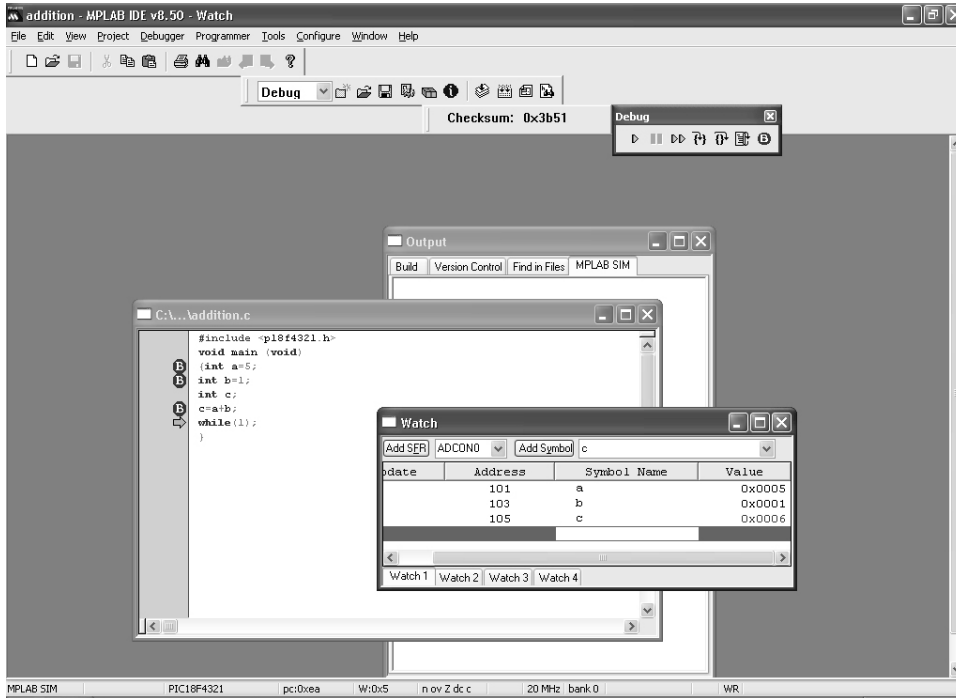 addition - MPLAB IDE v8.50 - Watch
File Edit View Project Debugger Programmer Tools Configure Window Help
Debug
Checksum: 0x3b51
Debug
Output
Build Version Control Find in Files MPLAB SIM
C:\...\addition.c
#include <p18f4321.h>
void main (void)
{int a=5;
B
int b=1;
B
int c;
c=a+b;
B
while(1);
}
Watch
Add SFR ADCON0 Add Symbol c
odate Address Symbol Name Value
101 a 0x0005
103 b 0x0001
105 c 0x0006
Watch 1 Watch 2 Watch 3 Watch 4
MPLAB SIM PIC18F4321 pc:0xea W:0x5 n ov Z dc c 20 MHz bank 0 WR